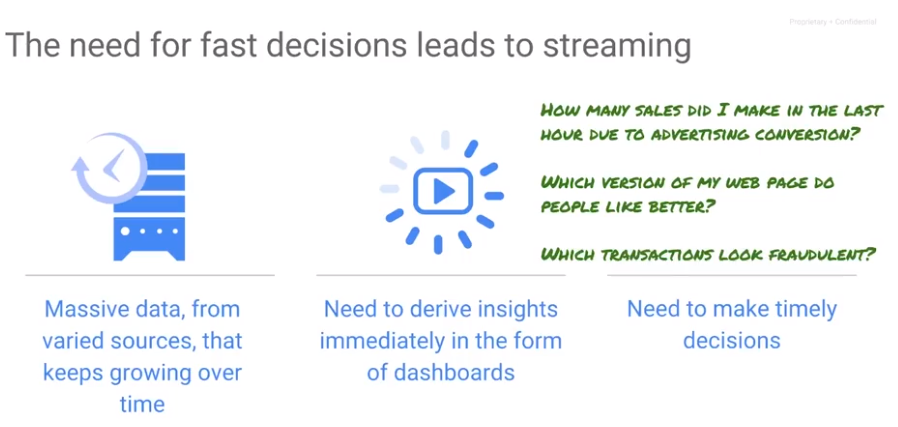 Proprietary + Confidential
The need for fast decisions leads to streaming
How many sales did I make in the last
hour due to advertising conversion?
Which version of my web page do
people like better?
Which transactions look fraudulent?
Massive data, from
varied sources, that
keeps growing over
time
Need to derive insights
immediately in the form
of dashboards
Need to make timely
decisions